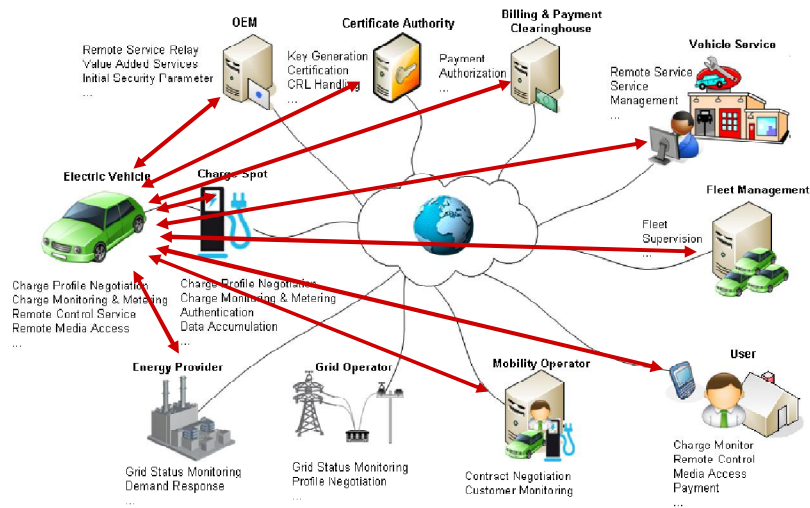 OEM
Remote Service Relay
Value Added Services
Initial Security Parameter
...
Certificate Authority
Key Generation
Certification
CRL Handling
...
Billing & Payment
Clearinghouse
Payment
Authorization
...
Vehicle Service
Remote Service
Service
Management
...
Electric Vehicle
Charge Profile Negotiation
Charge Monitoring & Metering
Remote Control Service
Remote Media Access
...
Charge Spot
Charge Profile Negotiation
Charge Monitoring & Metering
Authentication
Data Accumulation
...
Fleet Management
Fleet
Supervision
...
Energy Provider
Grid Status Monitoring
Demand Response
...
Grid Operator
Grid Status Monitoring
Profile Negotiation
...
Mobility Operator
Contract Negotiation
Customer Monitoring
User
Charge Monitor
Remote Control
Media Access
Payment
...